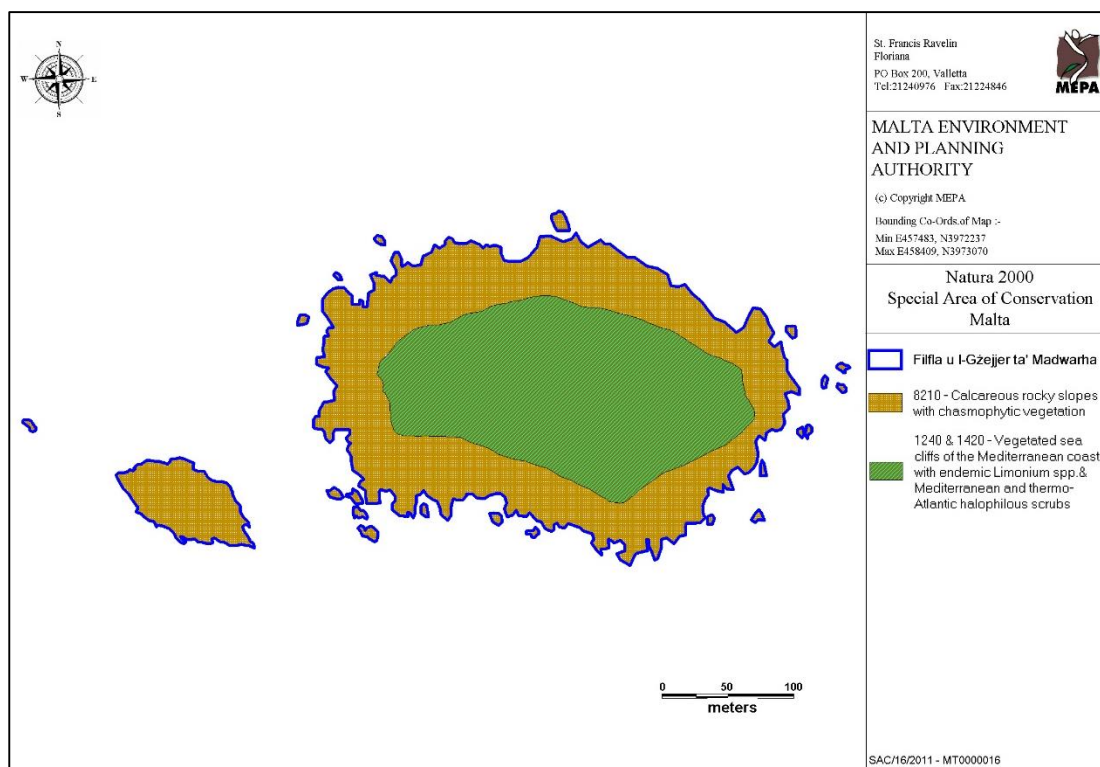 N
W E
S
St. Francis Ravelin
Floriana
PO Box 200, Valletta
Tel:21240976 Fax:21224846
MEPA
MALTA ENVIRONMENT
AND PLANNING
AUTHORITY
(c) Copyright MEPA
Bounding Co-Ords.of Map :-
Min E457483, N3972237
Max E458409, N3973070
Natura 2000
Special Area of Conservation
Malta
Filfla u l-Gżejjer ta' Madwarha
8210 - Calcareous rocky slopes
with chasmophytic vegetation
1240 & 1420 - Vegetated sea
cliffs of the Mediterranean coast
with endemic Limonium spp.&
Mediterranean and thermo-
Atlantic halophilous scrubs
0 50 100
meters
SAC/16/2011 - MT0000016